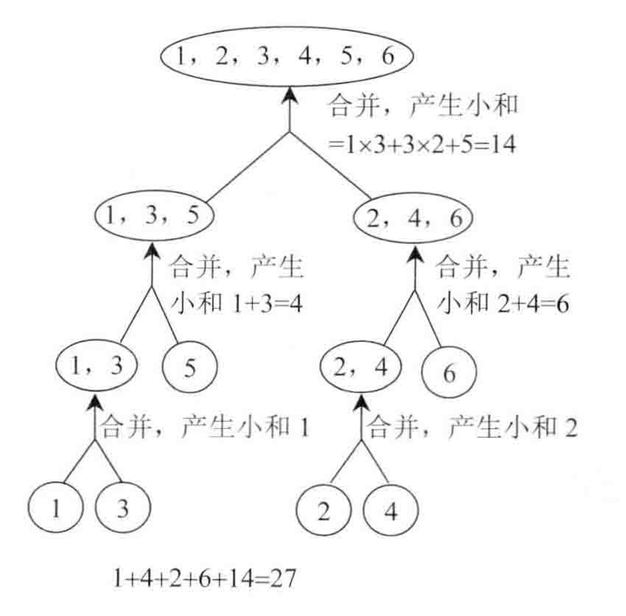 1, 2, 3, 4, 5, 6
合并，产生小和
=1×3+3×2+5=14
1, 3, 5
2, 4, 6
合并，产生
小和 1+3=4
合并，产生
小和 2+4=6
1, 3
5
2, 4
6
合并，产生小和 1
合并，产生小和 2
1
3
2
4
1+4+2+6+14=27